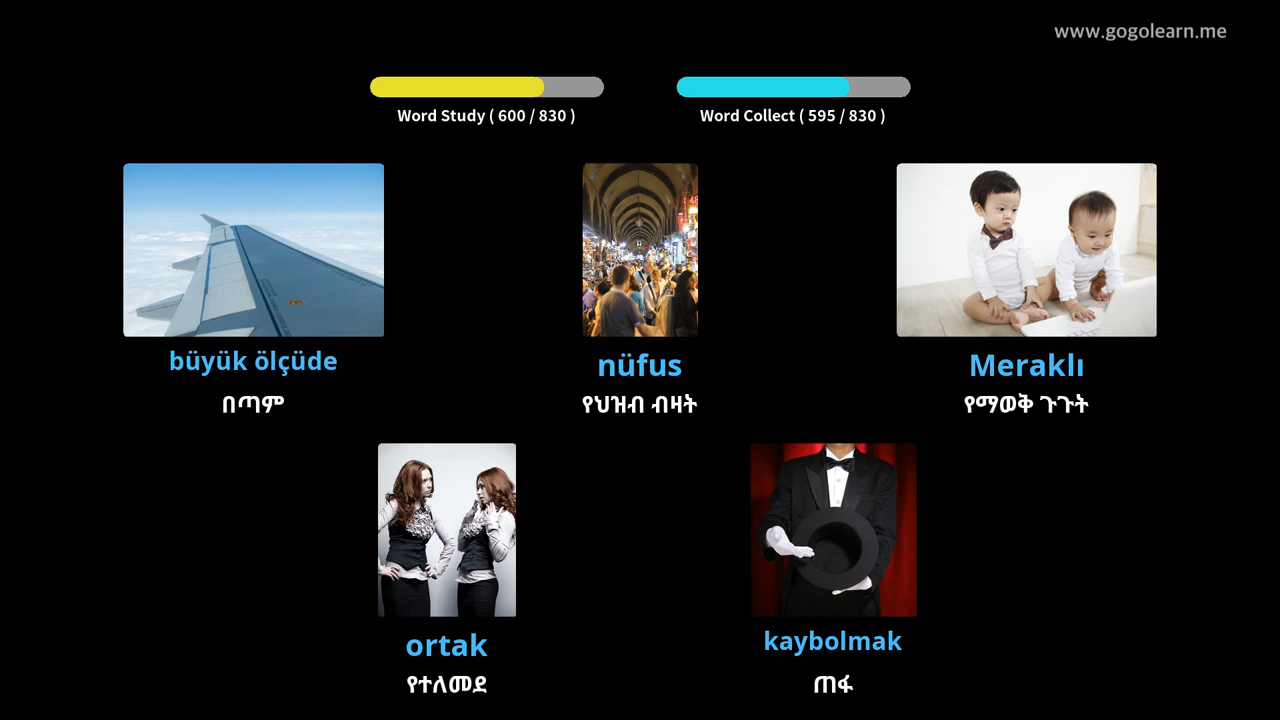 www.gogolearn.me
Word Study ( 600 / 830 )
Word Collect ( 595 / 830 )
büyük ölçüde
በጣም
nüfus
የህዝብ ብዛት
Meraklı
የማወቅ ጉጉት
ortak
የተለመደ
kaybolmak
ጠፋ